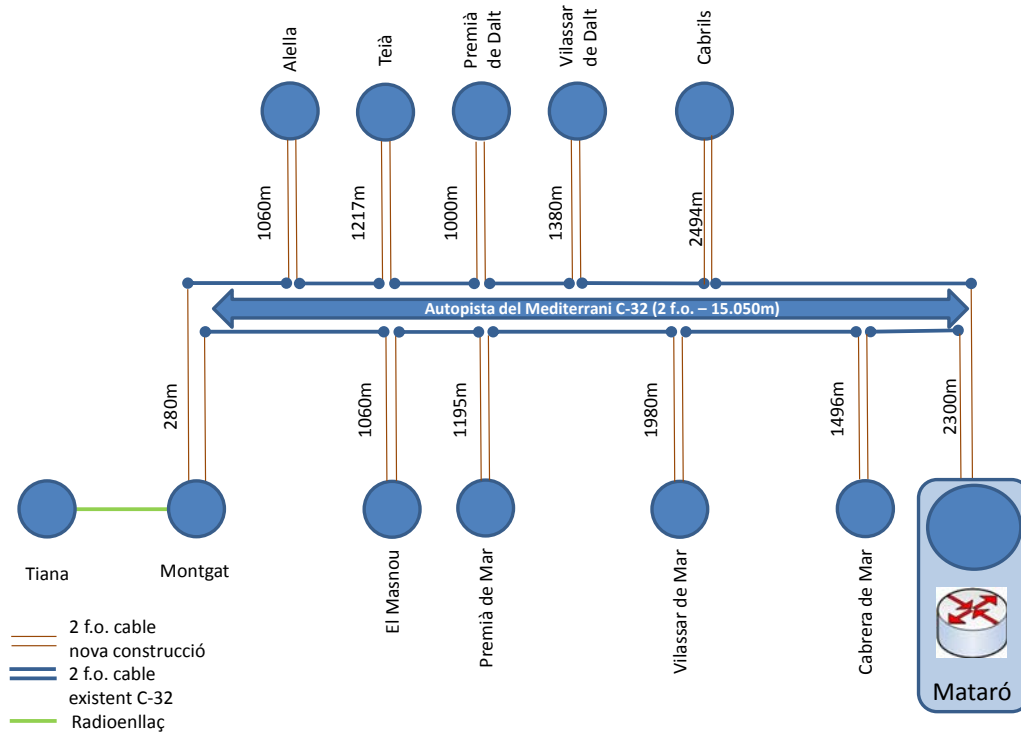 Alella
Teià
Premià
de Dalt
Vilassar
de Dalt
Cabrils
1060m
1217m
1000m
1380m
2494m
Autopista del Mediterrani C-32 (2 f.o. – 15.050m)
280m
1060m
1195m
1980m
1496m
2300m
Tiana
Montgat
El Masnou
Premià de Mar
Vilassar de Mar
Cabrera de Mar
Mataró
2 f.o. cable
nova construcció
2 f.o. cable
existent C-32
Radioenllaç